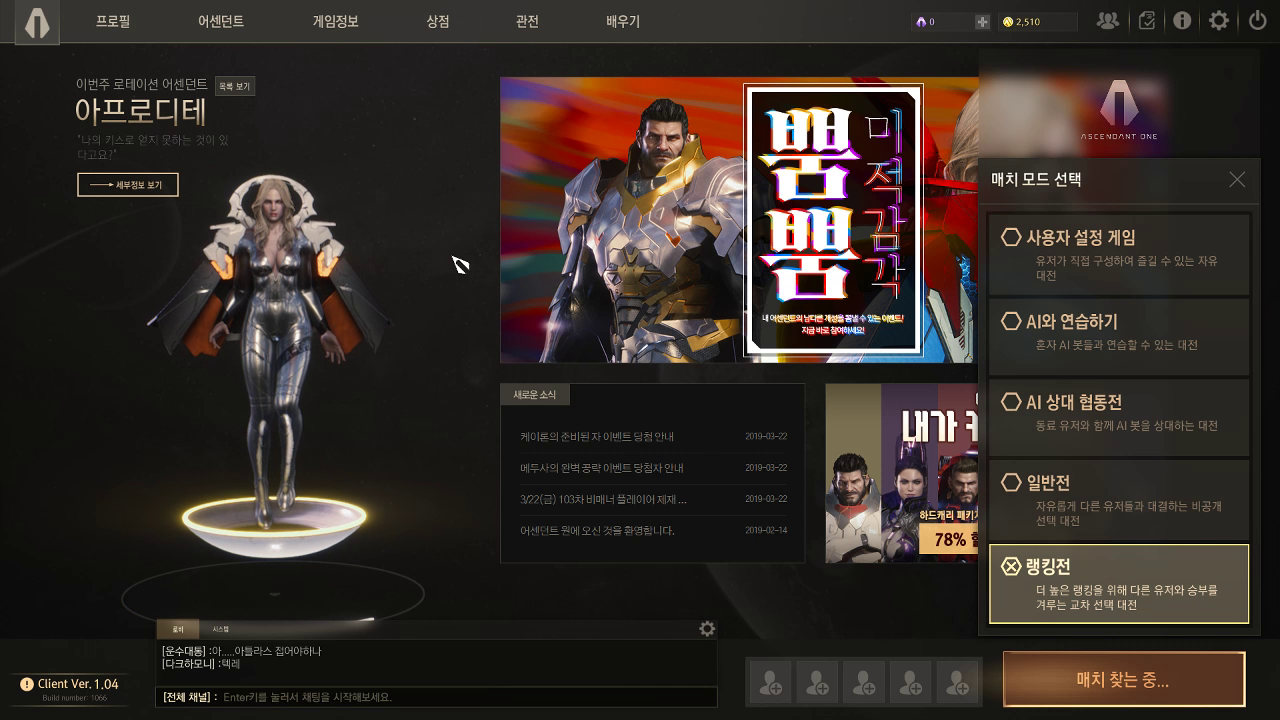 프로필
어센던트
게임정보
상점
관전
배우기
0
2,510
이번주 로테이션 어센던트
목록 보기
아프로디테
"나의 키스로 얻지 못하는 것이 있
다고요?"
세부정보 보기
뿜뿜
미적감각
내 어센던트의 남다른 개성을 뽐낼 수 있는 이벤트!
지금 바로 참여하세요!
ASCENDANT ONE
매치 모드 선택
사용자 설정 게임
유저가 직접 구성하여 즐길 수 있는 자유
대전
AI와 연습하기
혼자 AI 봇들과 연습할 수 있는 대전
AI 상대 협동전
동료 유저와 함께 AI 봇을 상대하는 대전
일반전
자유롭게 다른 유저들과 대결하는 비공개
선택 대전
랭킹전
더 높은 랭킹을 위해 다른 유저와 승부를
겨루는 교차 선택 대전
새로운 소식
케이론의 준비된 자 이벤트 당첨 안내 2019-03-22
메두사의 완벽 공략 이벤트 당첨자 안내 2019-03-22
3/22(금) 103차 비매너 플레이어 제재 ... 2019-03-22
어센던트 원에 오신 것을 환영합니다. 2019-02-14
내가
하드캐리 패키지
78%
로비
시스템
[운수대통] :아.....아틀라스 접어야하나
[다크하모니] :텍레
[전체 채널] : Enter키를 눌러서 채팅을 시작해보세요.
Client Ver. 1.04
Build number: 1066
매치 찾는 중...